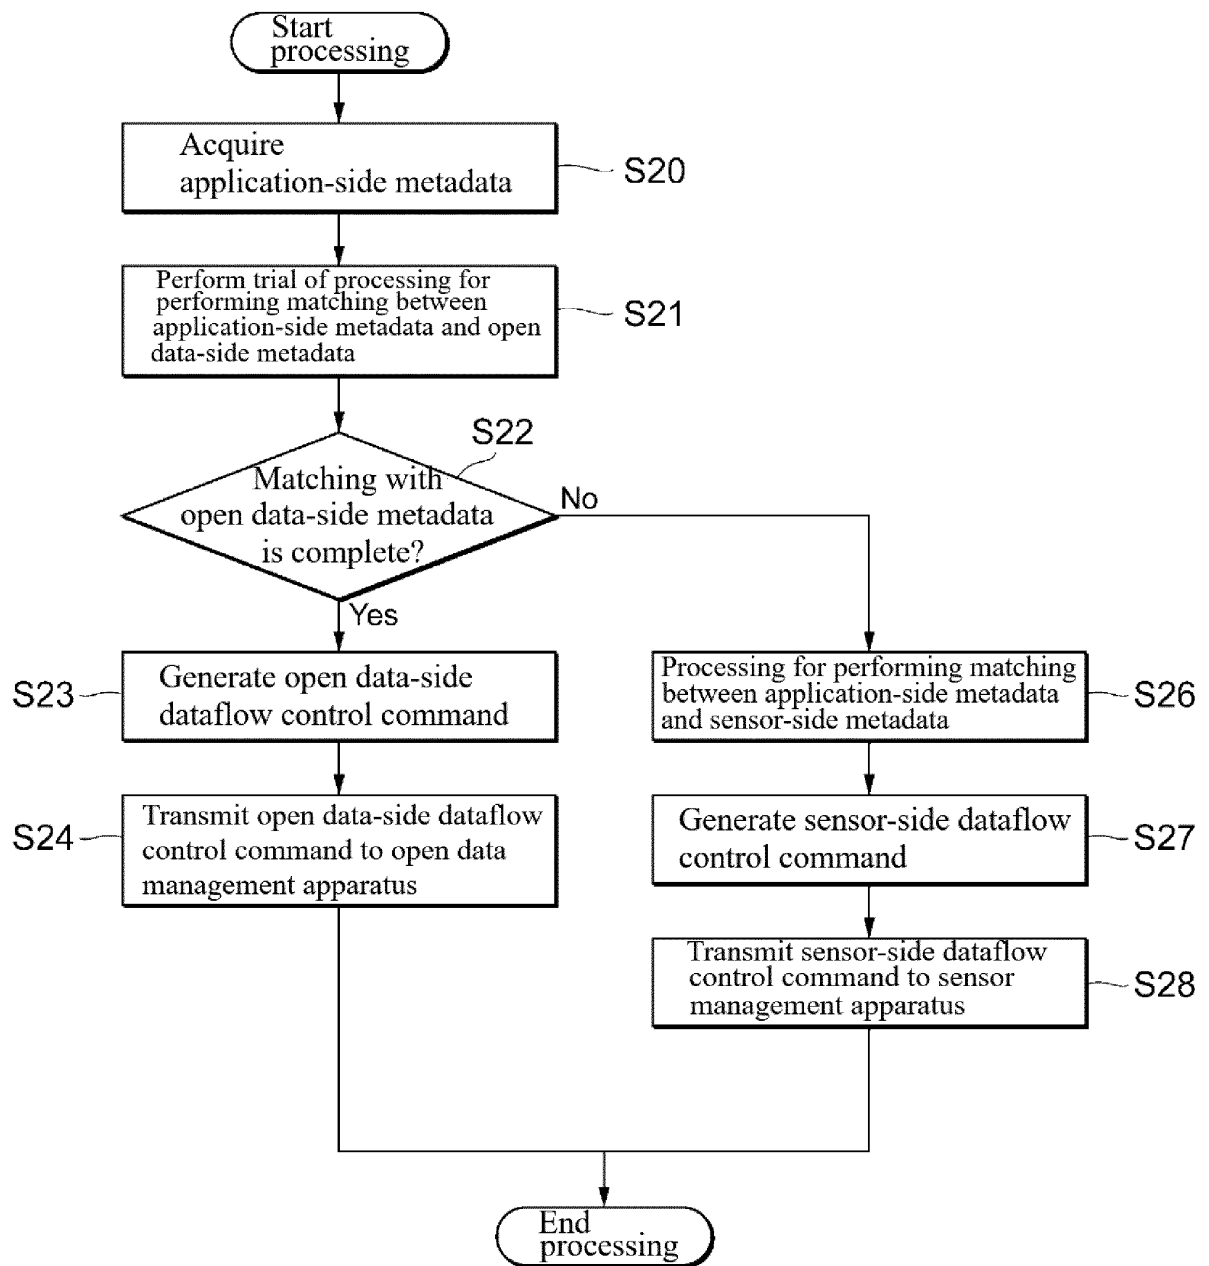 Start
processing
Acquire
application-side metadata
S20
Perform trial of processing for
performing matching between
application-side metadata and open
data-side metadata
S21
S22
Matching with
open data-side metadata
is complete?
No
Yes
S23
Generate open data-side
dataflow control command
S24
Transmit open data-side dataflow
control command to open data
management apparatus
Processing for performing matching
between application-side metadata
and sensor-side metadata
S26
Generate sensor-side dataflow
control command
S27
Transmit sensor-side dataflow
control command to sensor
management apparatus
S28
End
processing